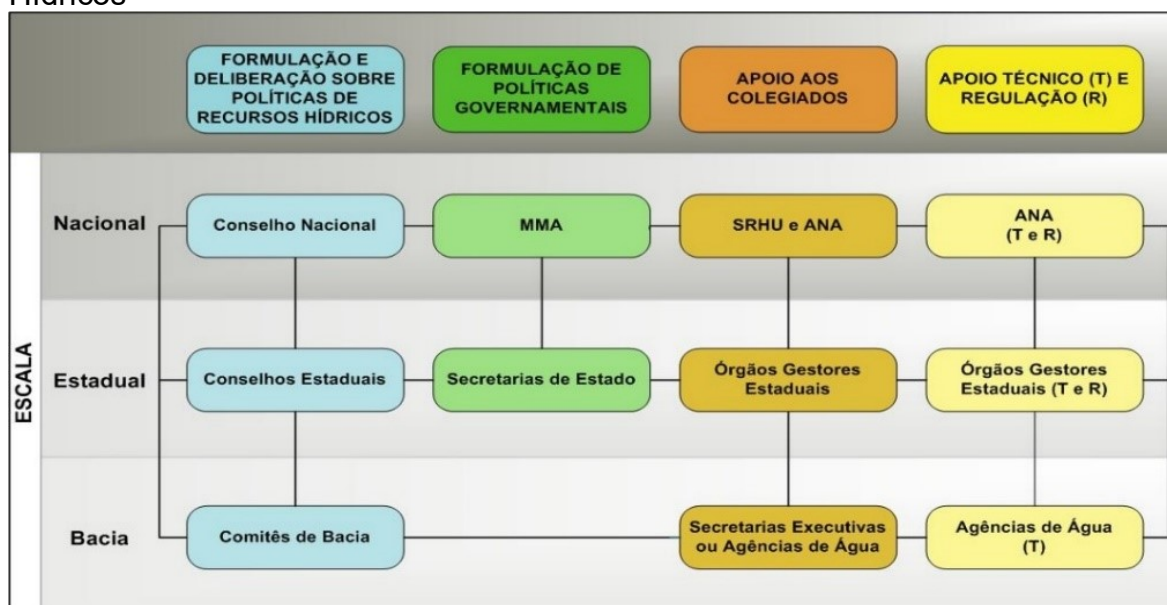 FORMULAÇÃO E
DELIBERAÇÃO SOBRE
POLÍTICAS DE
RECURSOS HÍDRICOS
FORMULAÇÃO DE
POLÍTICAS
GOVERNAMENTAIS
APOIO AOS
COLEGIADOS
APOIO TÉCNICO (T) E
REGULAÇÃO (R)
ESCALA
Nacional
Conselho Nacional
MMA
SRHU e ANA
ANA
(T e R)
Estadual
Conselhos Estaduais
Secretarias de Estado
Órgãos Gestores
Estaduais
Órgãos Gestores
Estaduais (T e R)
Bacia
Comitês de Bacia
Secretarias Executivas
ou Agências de Água
Agências de Água
(T)